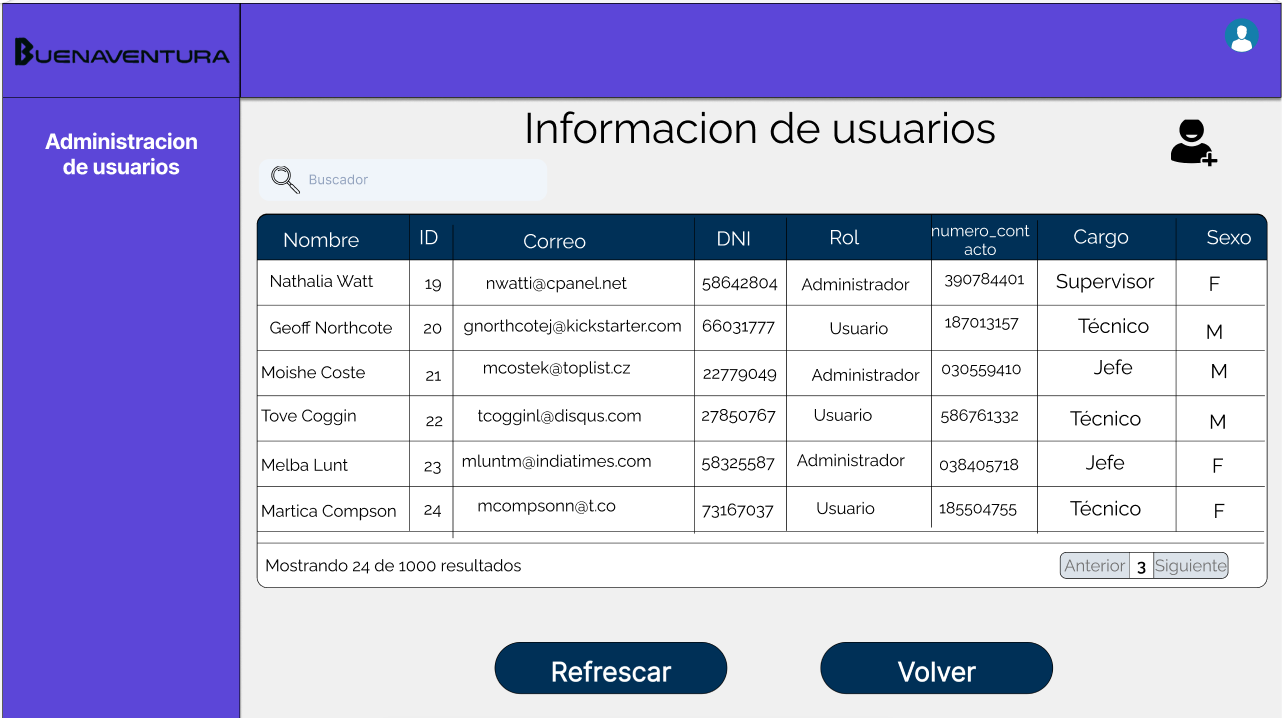 BUENAVENTURA
Administracion
de usuarios
Informacion de usuarios
Buscador
Nombre ID Correo DNI Rol numero_cont Cargo Sexo
acto
Nathalia Watt 19 nwatti@cpanel.net 58642804 Administrador 390784401 Supervisor F
Geoff Northcote 20 gnorthcotej@kickstarter.com 66031777 Usuario 187013157 Técnico M
Moishe Coste 21 mcostek@toplist.cz 22779049 Administrador 030559410 Jefe M
Tove Coggin 22 tcogginl@disqus.com 27850767 Usuario 586761332 Técnico M
Melba Lunt 23 mluntm@indiatimes.com 58325587 Administrador 038405718 Jefe F
Martica Compson 24 mcompsonn@t.co 73167037 Usuario 185504755 Técnico F
Mostrando 24 de 1000 resultados
Anterior 3 Siguiente
Refrescar Volver